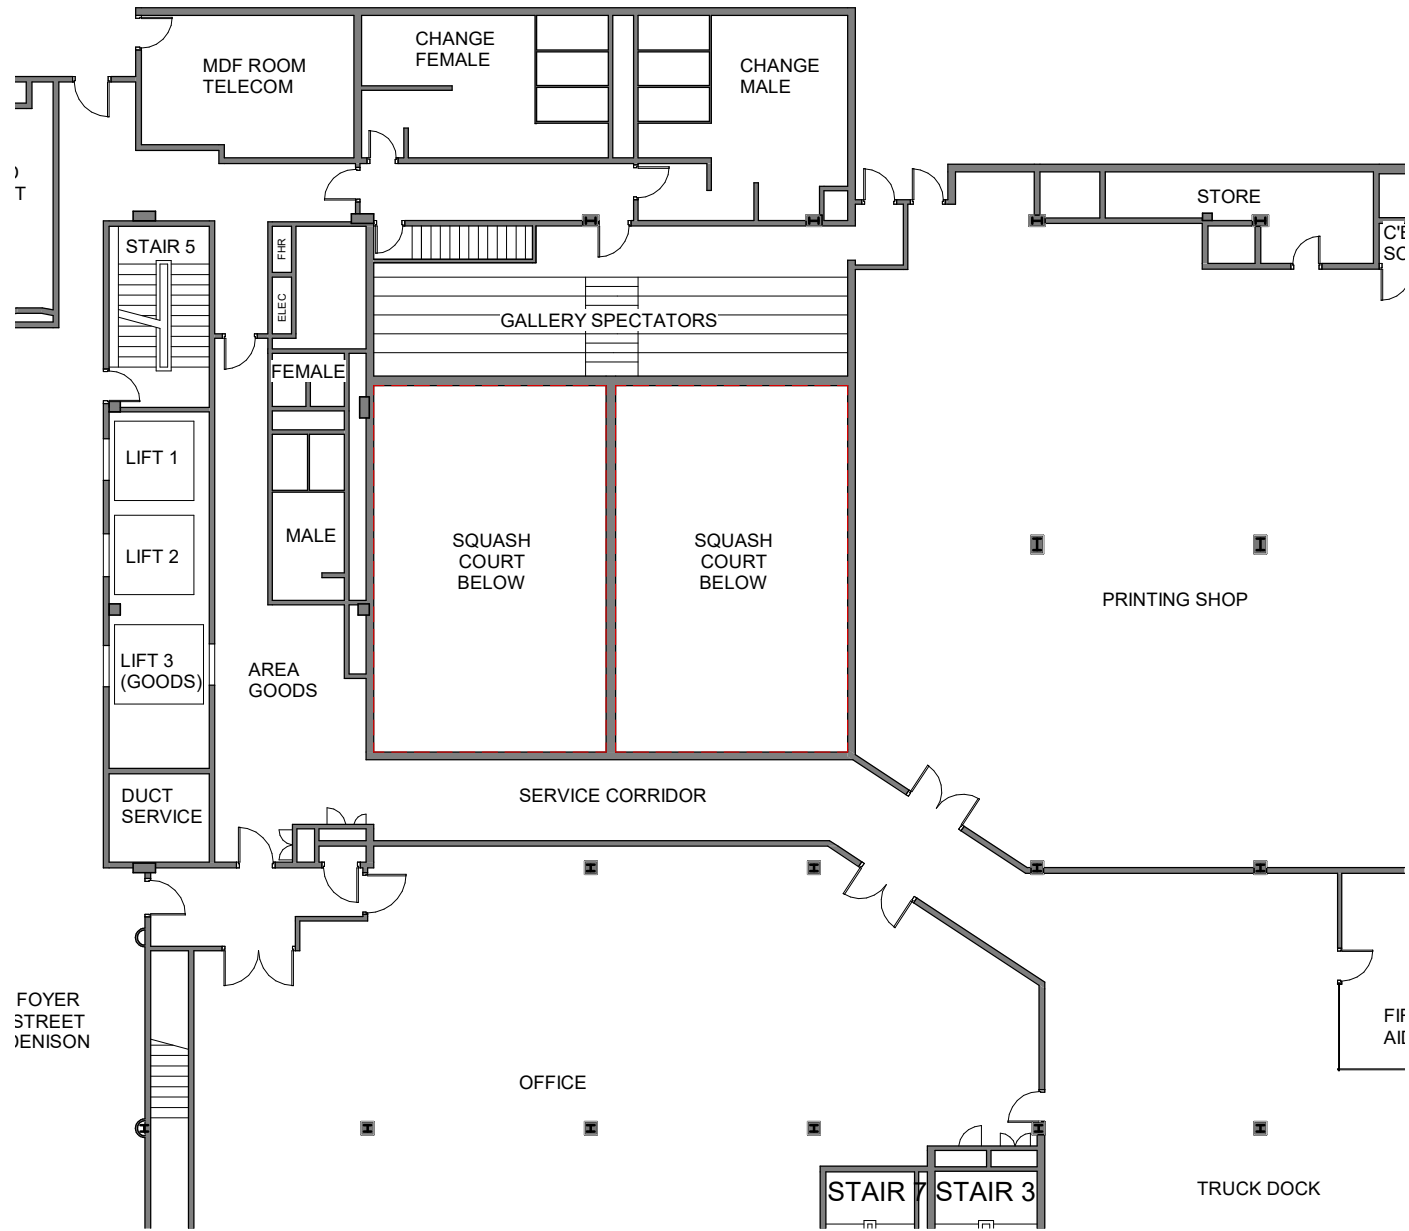 CHANGE
FEMALE
MDF ROOM
TELECOM
CHANGE
MALE
T
STORE
STAIR 5
FHR
ELEC
GALLERY SPECTATORS
FEMALE
LIFT 1
LIFT 2
MALE
SQUASH
COURT
BELOW
SQUASH
COURT
BELOW
PRINTING SHOP
LIFT 3
(GOODS)
AREA
GOODS
DUCT
SERVICE
SERVICE CORRIDOR
FOYER
STREET
DENISON
AID
OFFICE
STAIR 7
STAIR 3
TRUCK DOCK